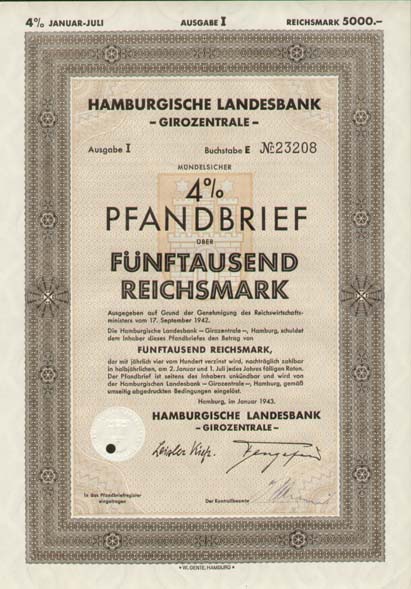 4% JANUAR-JULI AUSGABE I REICHSMARK 5000.–
HAMBURGISCHE LANDESBANK
– GIROZENTRALE –
Ausgabe I Buchstabe E № 23208
MÜNDELSICHER
4%
PFANDBRIEF
ÜBER
FÜNFTAUSEND
REICHSMARK
Ausgegeben auf Grund der Genehmigung des Reichswirtschafts-
ministers vom 17. September 1942.
Die Hamburgische Landesbank – Girozentrale –, Hamburg, schuldet
dem Inhaber dieses Pfandbriefes den Betrag von
FÜNFTAUSEND REICHSMARK,
der mit jährlich vier vom Hundert verzinst wird, nachträglich zahlbar
in halbjährlichen, am 2. Januar und 1. Juli jedes Jahres fälligen Raten.
Der Pfandbrief ist seitens des Inhabers unkündbar und wird von
der Hamburgischen Landesbank – Girozentrale –, Hamburg, gemäß
umseitig abgedruckten Bedingungen eingelöst.
Hamburg, im Januar 1943.
HAMBURGISCHE LANDESBANK
– GIROZENTRALE –
In das Pfandbriefregister
eingetragen
Der Kontrollbeamte
• W. GENTE, HAMBURG •